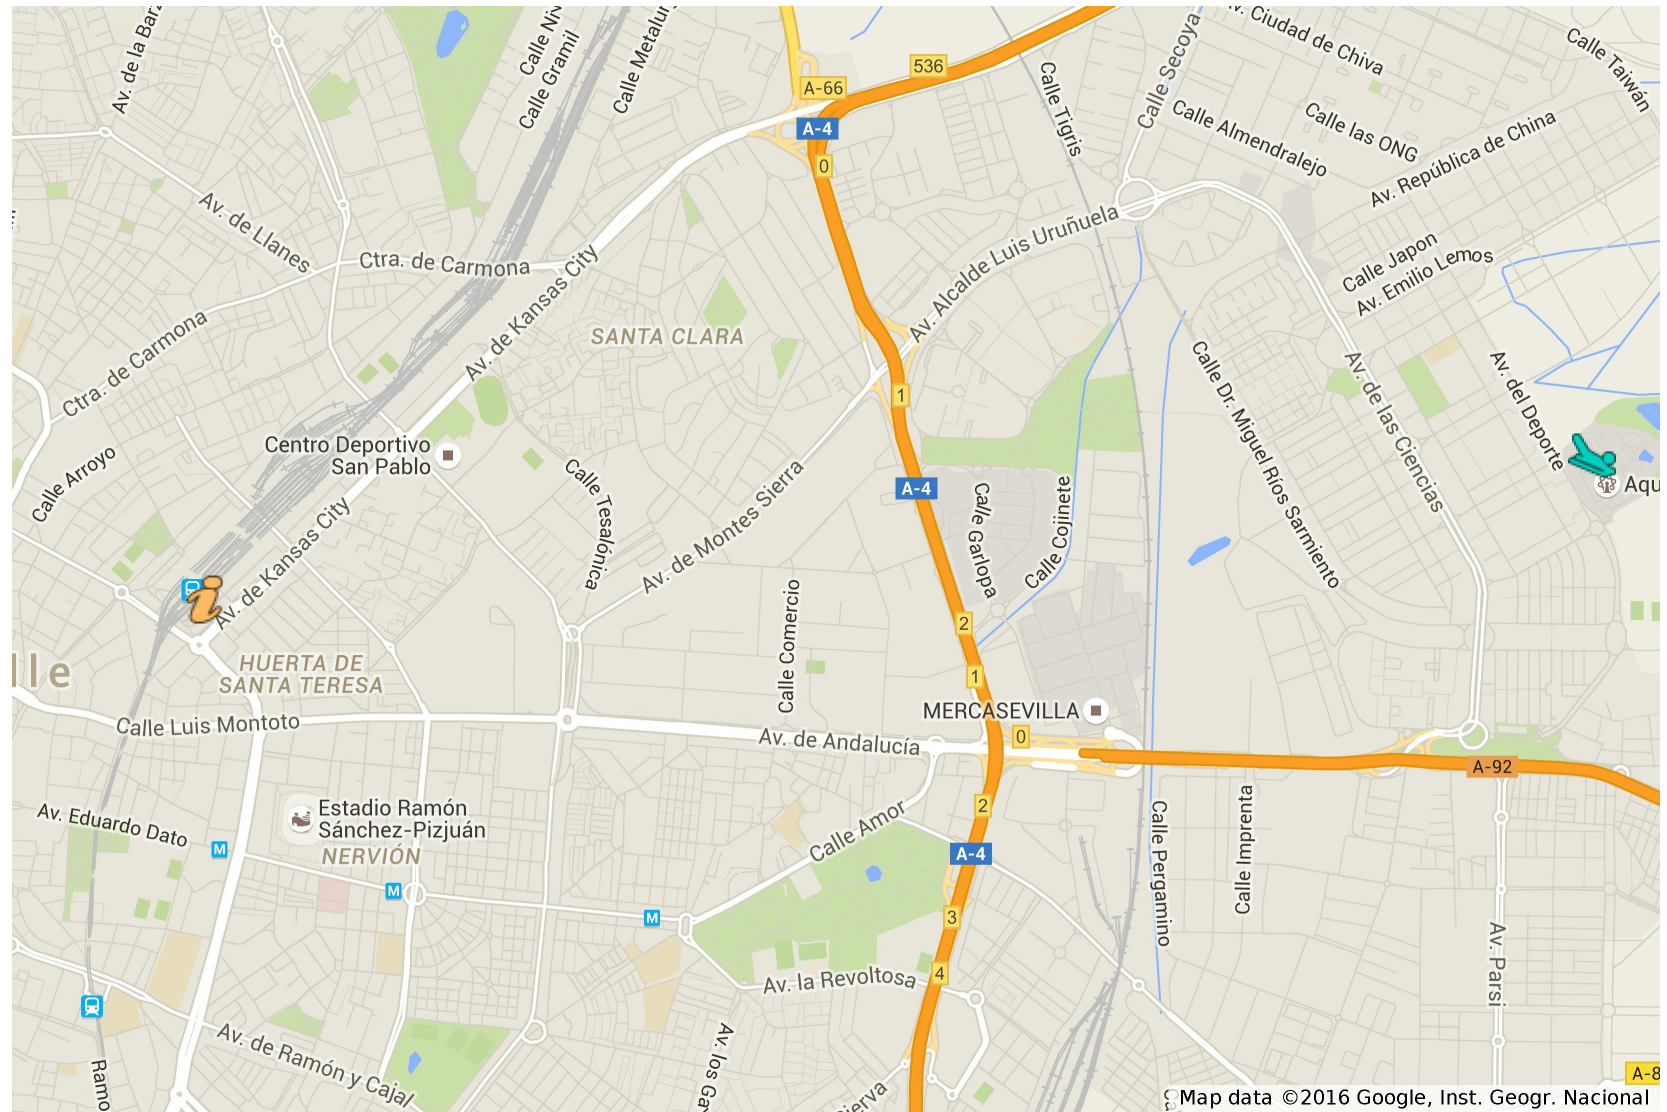 Av. de la Barz
Calle Gramil
Calle Metalur
Av. Ciudad de Chiva
Calle Taiwán
536
A-66
A-4
0
Calle Tigris
Calle Secoya
Calle Almendralejo
Calle las ONG
Av. República de China
Av. de Llanes
Ctra. de Carmona
Av. de Kansas City
Av. Alcalde Luis Uruñuela
Calle Japon
Av. Emilio Lemos
SANTA CLARA
Ctra. de Carmona
Av. de Kansas City
1
Calle Dr. Miguel Ríos Sarmiento
Av. de las Ciencias
Av. del Deporte
Centro Deportivo
San Pablo
Calle Arroyo
Calle Tesalónica
Av. de Montes Sierra
A-4
Calle Garlopa
Calle Cojinete
Aqu
Av. de Kansas City
Calle Comercio
2
1
lle
HUERTA DE
SANTA TERESA
Calle Luis Montoto
Av. de Andalucía
MERCASEVILLA
0
A-92
Av. Eduardo Dato
Estadio Ramón
Sánchez-Pizjuán
NERVIÓN
M
M
M
Calle Amor
2
A-4
3
4
Calle Pergamino
Calle Imprenta
Av. Parsi
Av. la Revoltosa
Av. de Ramón y Cajal
Av. los Ga
Ramo
ierva
A-8
Map data ©2016 Google, Inst. Geogr. Nacional